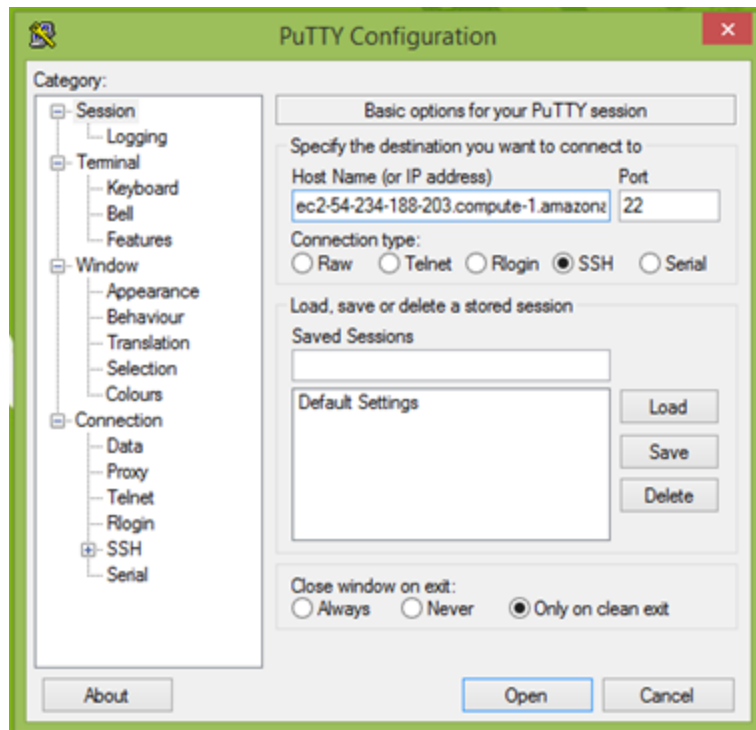 PuTTY Configuration
Category:
Session
Logging
Terminal
Keyboard
Bell
Features
Window
Appearance
Behaviour
Translation
Selection
Colours
Connection
Data
Proxy
Telnet
Rlogin
SSH
Serial
Basic options for your PuTTY session
Specify the destination you want to connect to
Host Name (or IP address) Port
ec2-54-234-188-203.compute-1.amazona 22
Connection type:
Raw Telnet Rlogin SSH Serial
Load, save or delete a stored session
Saved Sessions
Default Settings
Load
Save
Delete
Close window on exit:
Always Never Only on clean exit
About Open Cancel